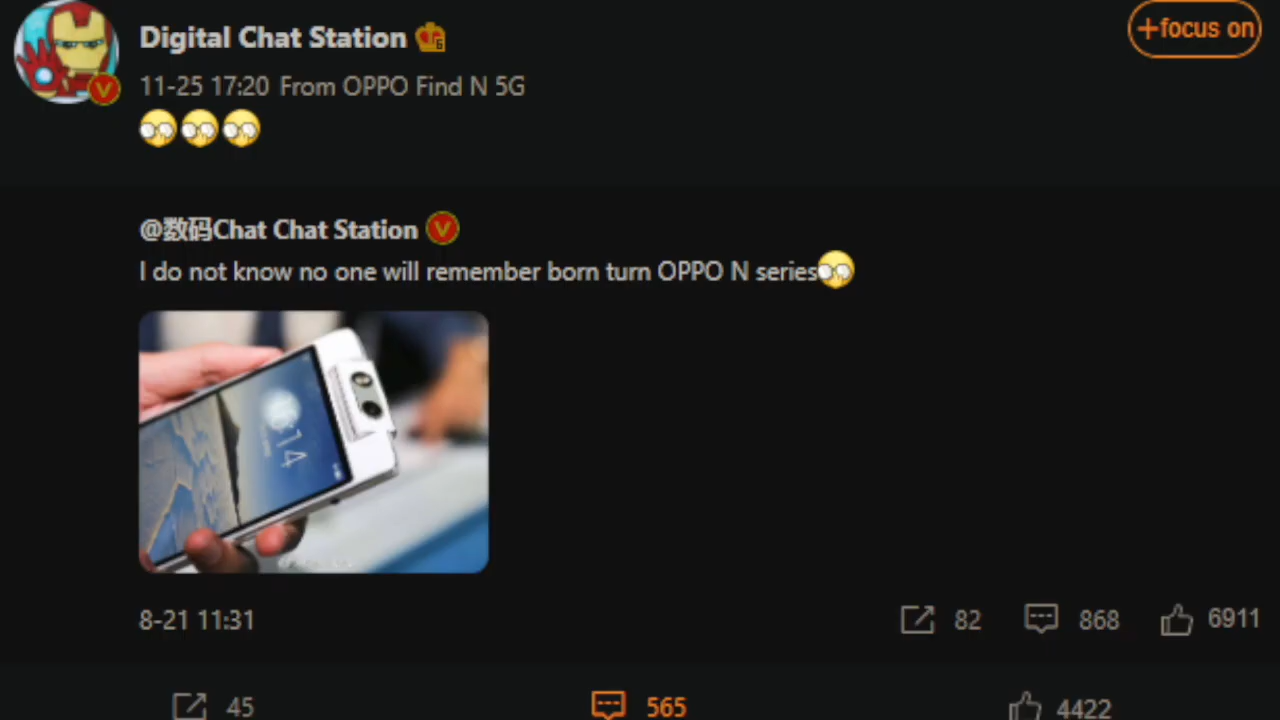 Digital Chat Station
+focus on
11-25 17:20 From OPPO Find N 5G
@数码Chat Chat Station
I do not know no one will remember born turn OPPO N series
14
8-21 11:31
82
868
6911
45
565
4422